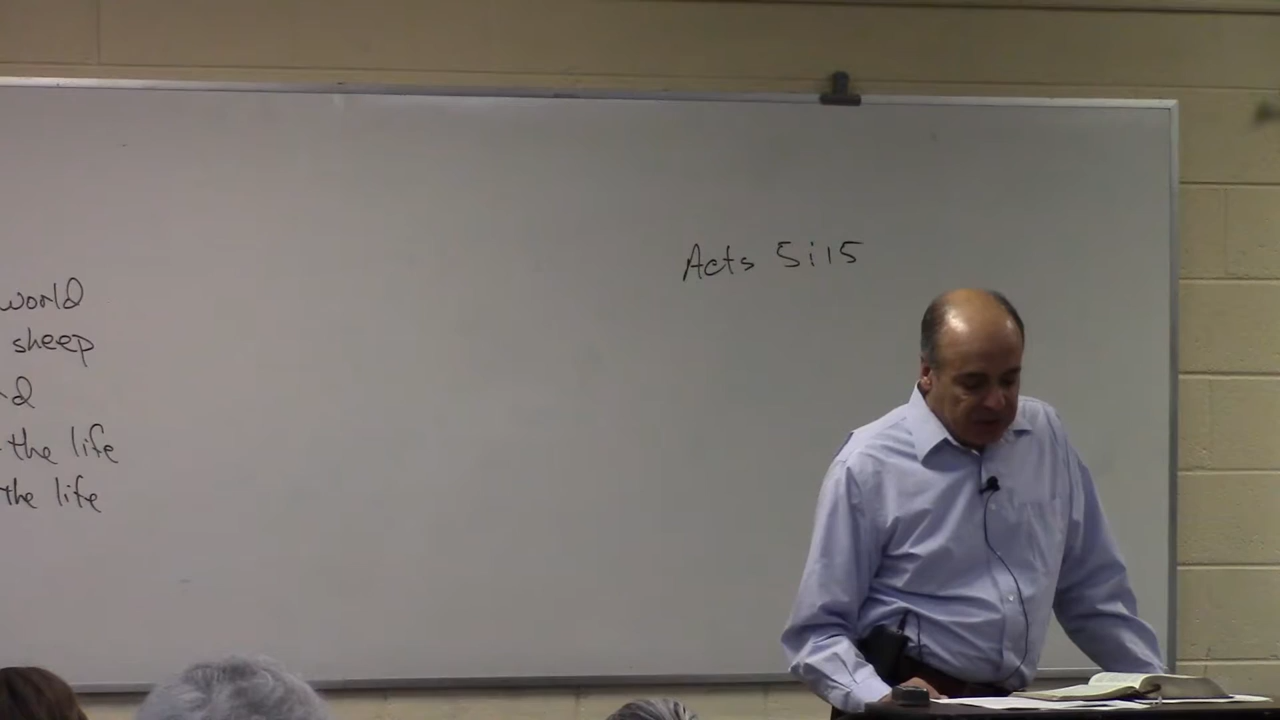 world
sheep
the life
the life
Acts 5:15